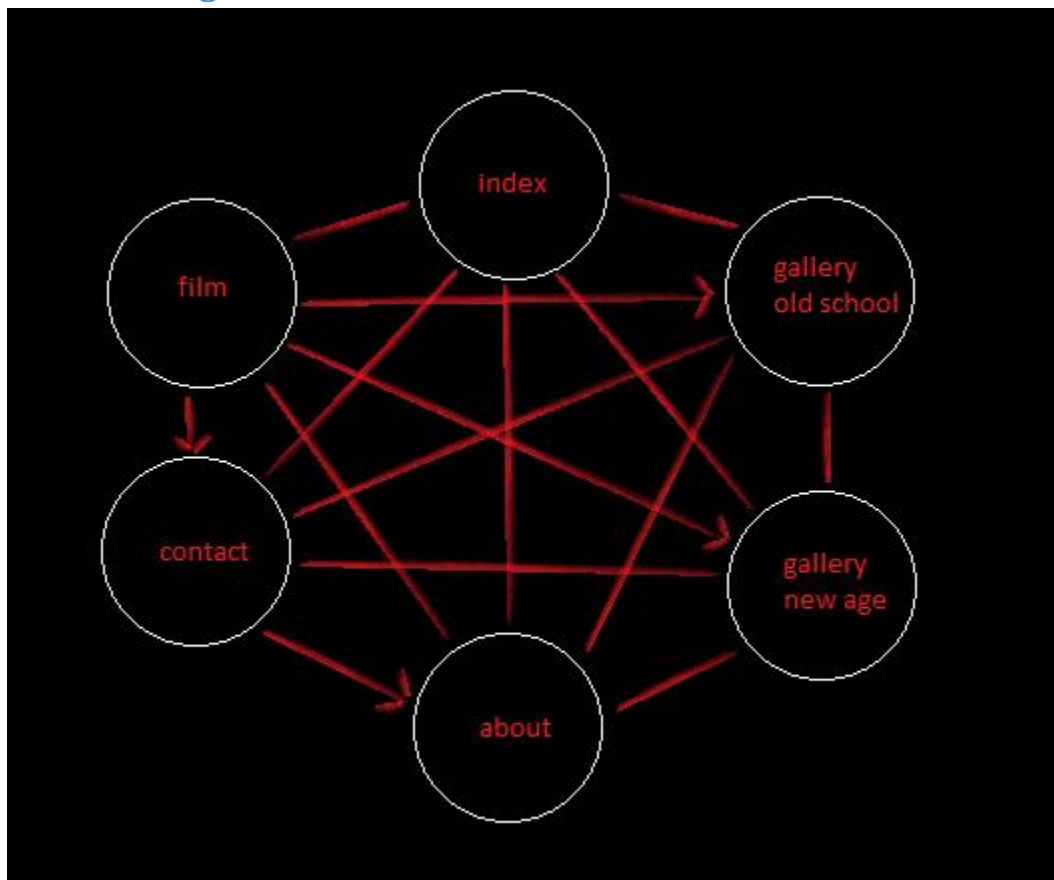 index
film
gallery
old school
contact
gallery
new age
about